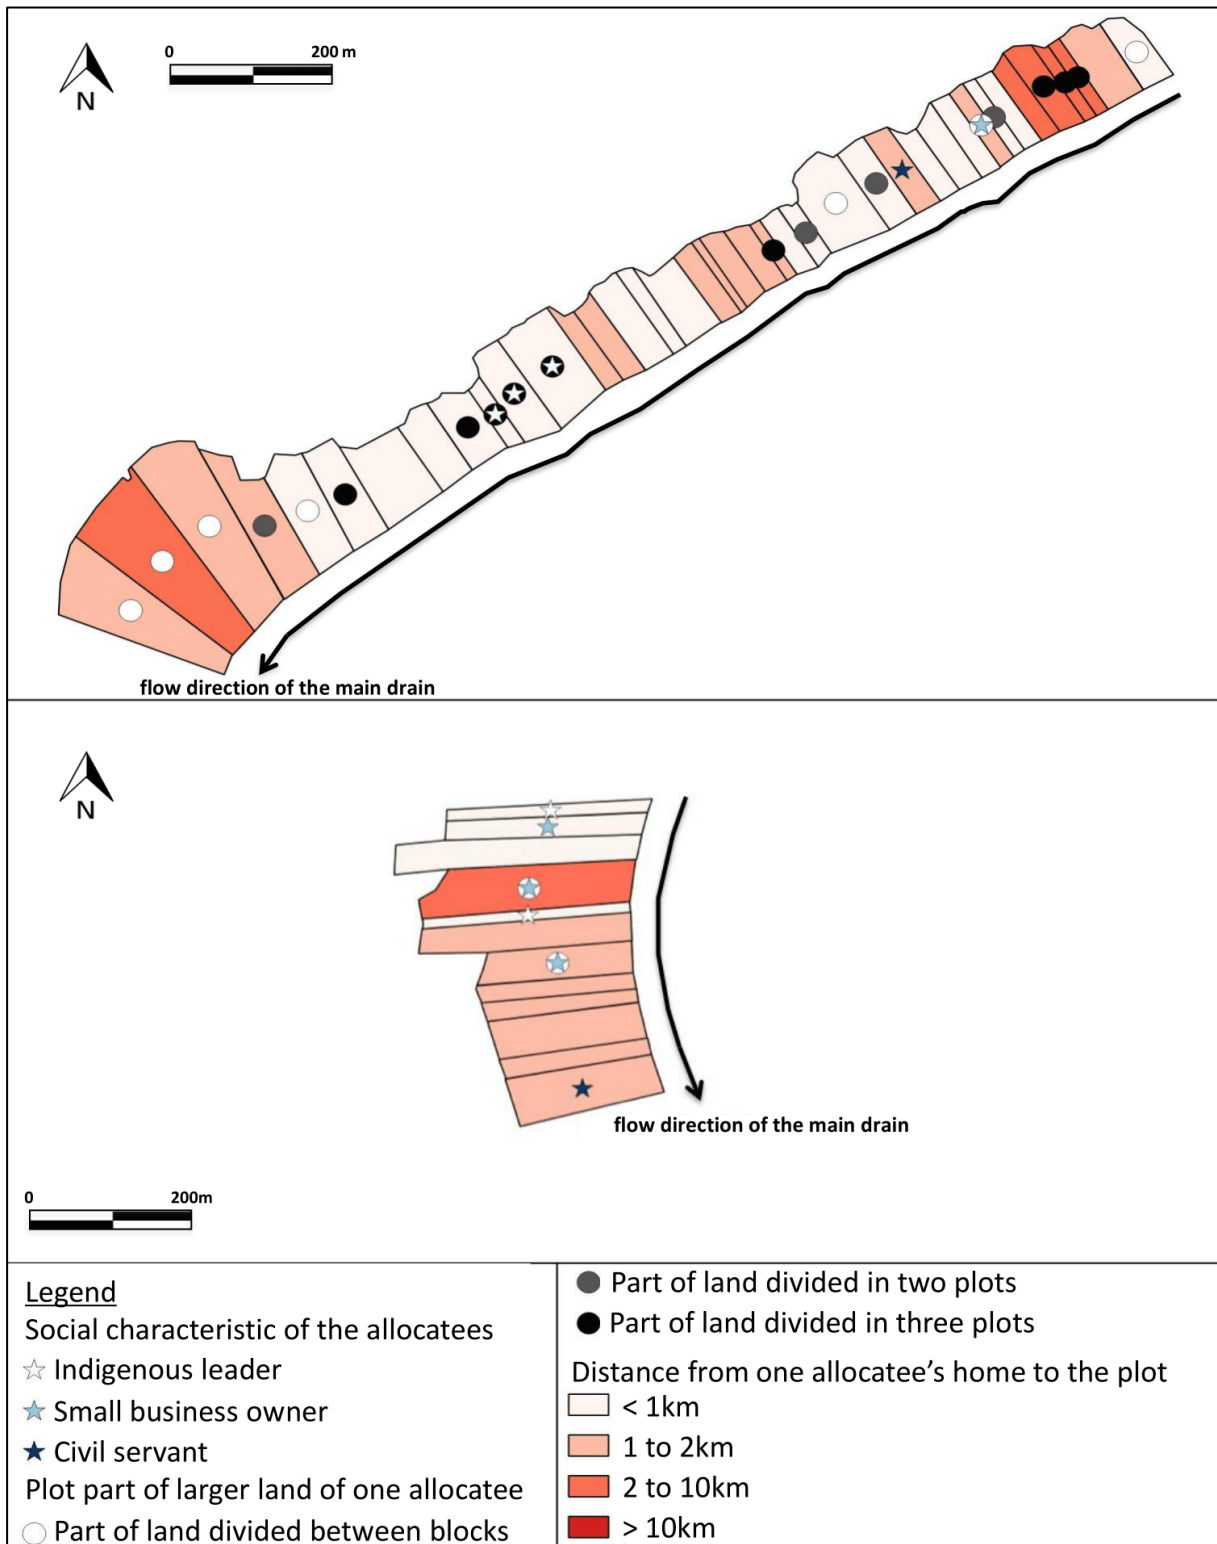 0 200 m
N
flow direction of the main drain
N
flow direction of the main drain
0 200m
Legend
Social characteristic of the allocatees
Indigenous leader
Small business owner
Civil servant
Plot part of larger land of one allocatee
Part of land divided between blocks
Part of land divided in two plots
Part of land divided in three plots
Distance from one allocatee's home to the plot
< 1km
1 to 2km
2 to 10km
> 10km